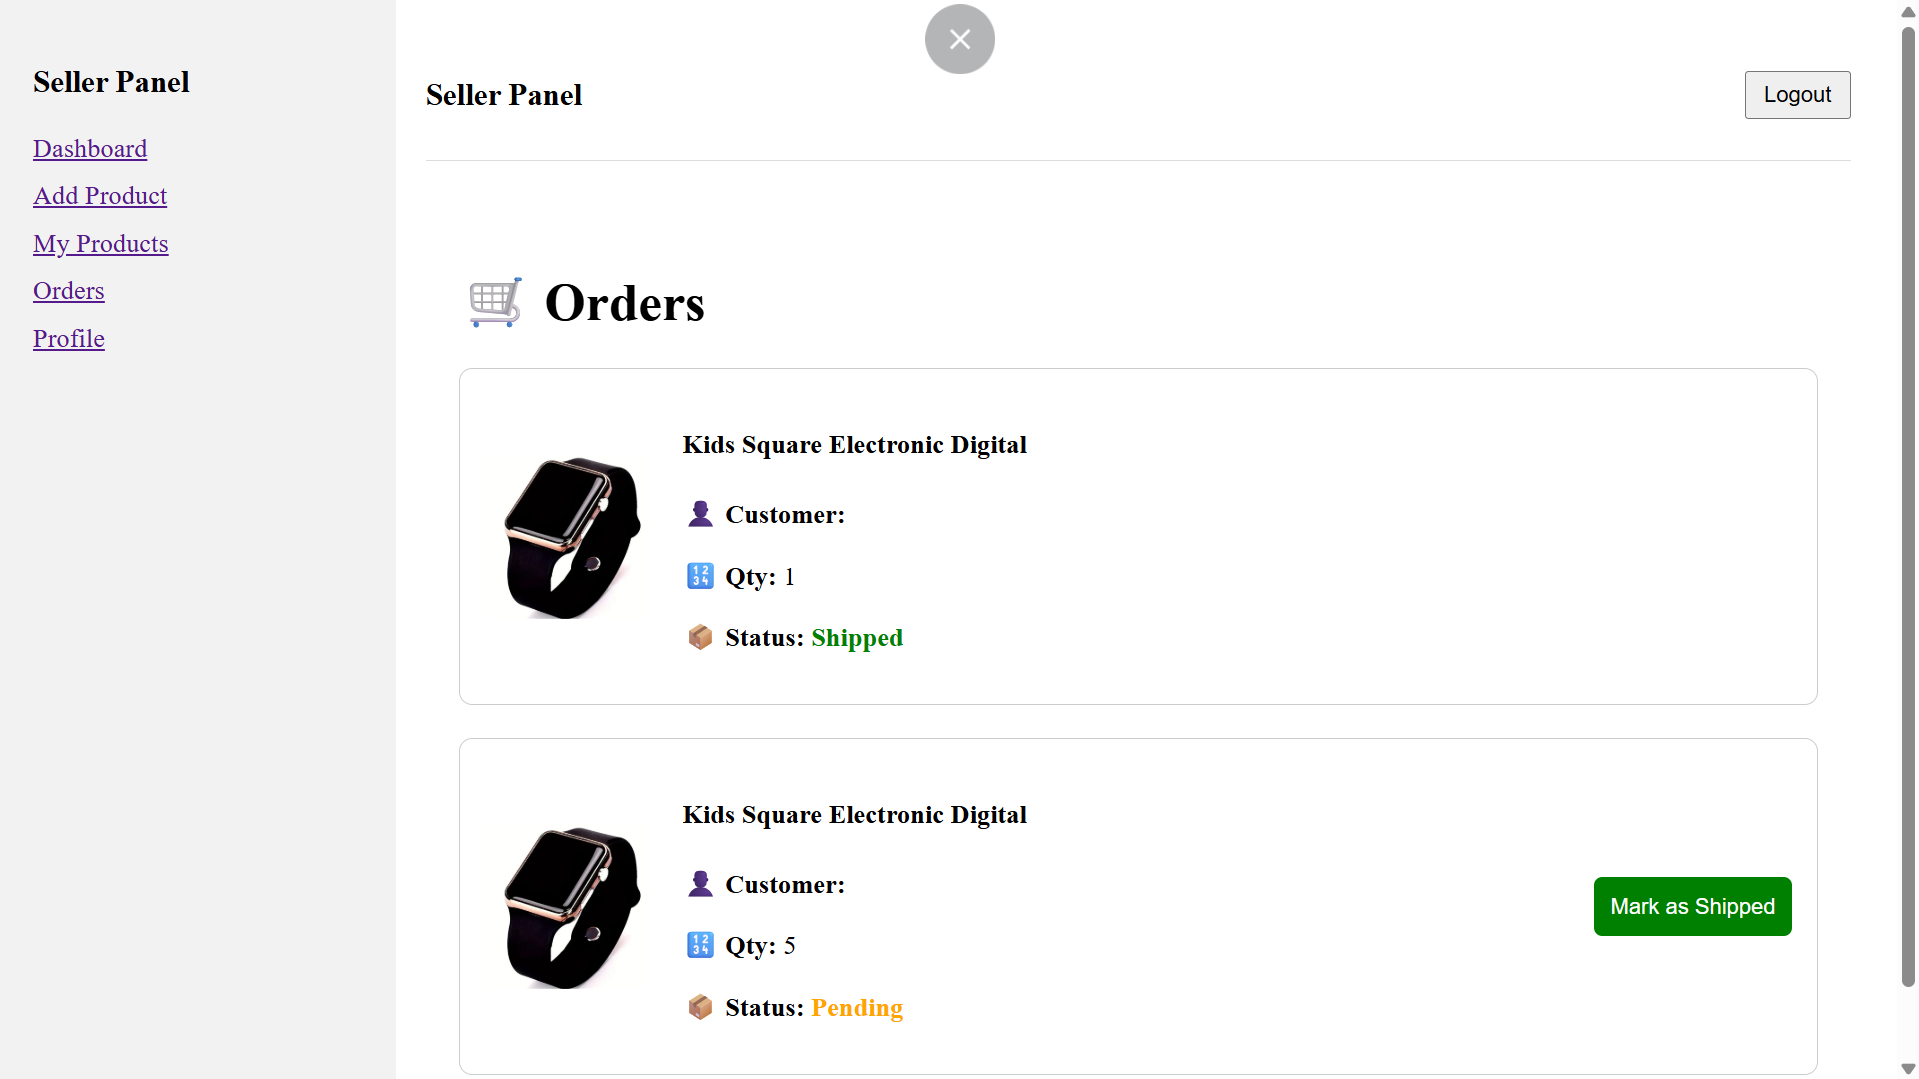 Seller Panel
Dashboard
Add Product
My Products
Orders
Profile
Seller Panel
Logout
🛒 Orders
Kids Square Electronic Digital
👤 Customer:
🔢 Qty: 1
📦 Status: Shipped
Kids Square Electronic Digital
👤 Customer:
🔢 Qty: 5
📦 Status: Pending
Mark as Shipped